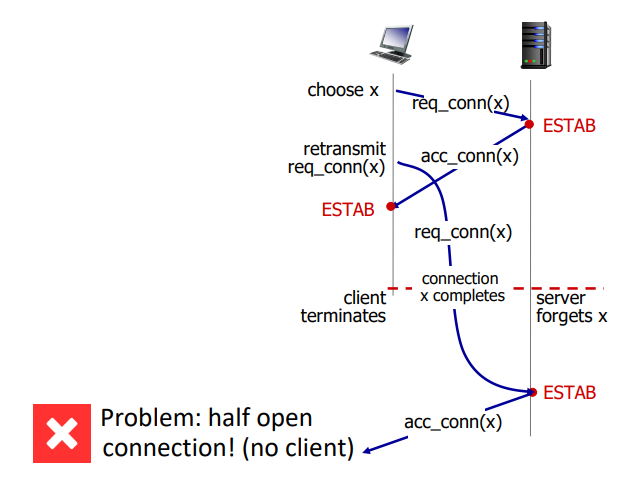 choose x
req_conn(x)
ESTAB
retransmit
req_conn(x)
acc_conn(x)
ESTAB
req_conn(x)
connection
x completes
client
terminates
server
forgets x
ESTAB
acc_conn(x)
Problem: half open
connection! (no client)